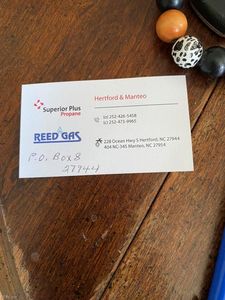 Superior Plus
Propane
Hertford & Manteo
(o) 252-426-5458
(c) 252-473-9965
REED GAS
228 Ocean Hwy S Hertford, NC 27944
404 NC-345 Manteo, NC 27954
P.O. Box 8
27944